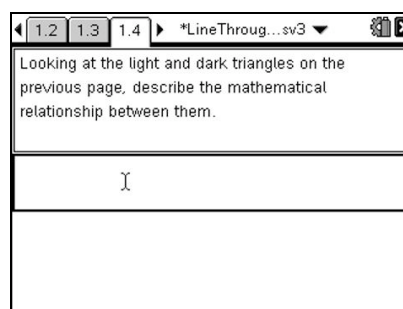 1.2 1.3 1.4 *LineThroug...sv3
Looking at the light and dark triangles on the
previous page, describe the mathematical
relationship between them.